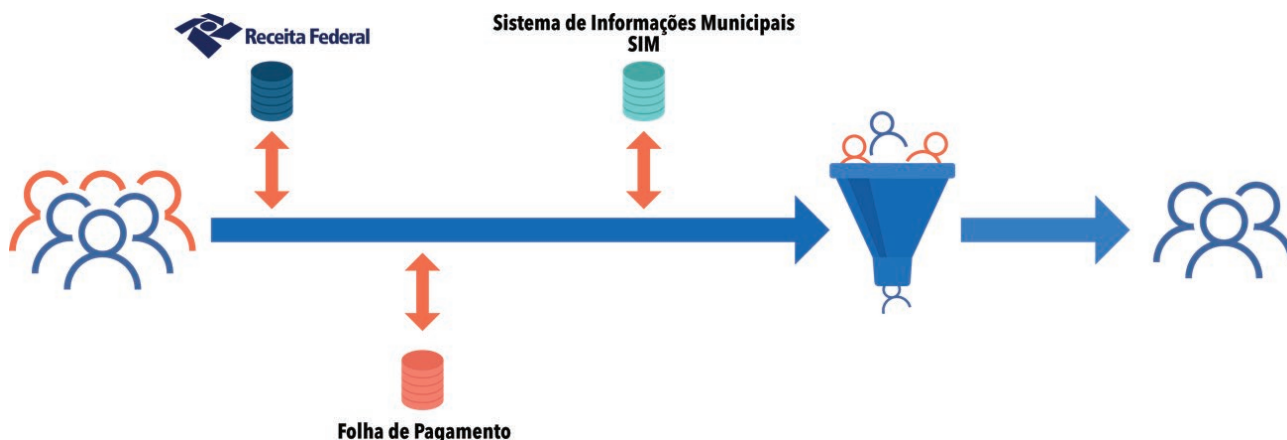 Receita Federal
Sistema de Informações Municipais
SIM
Folha de Pagamento